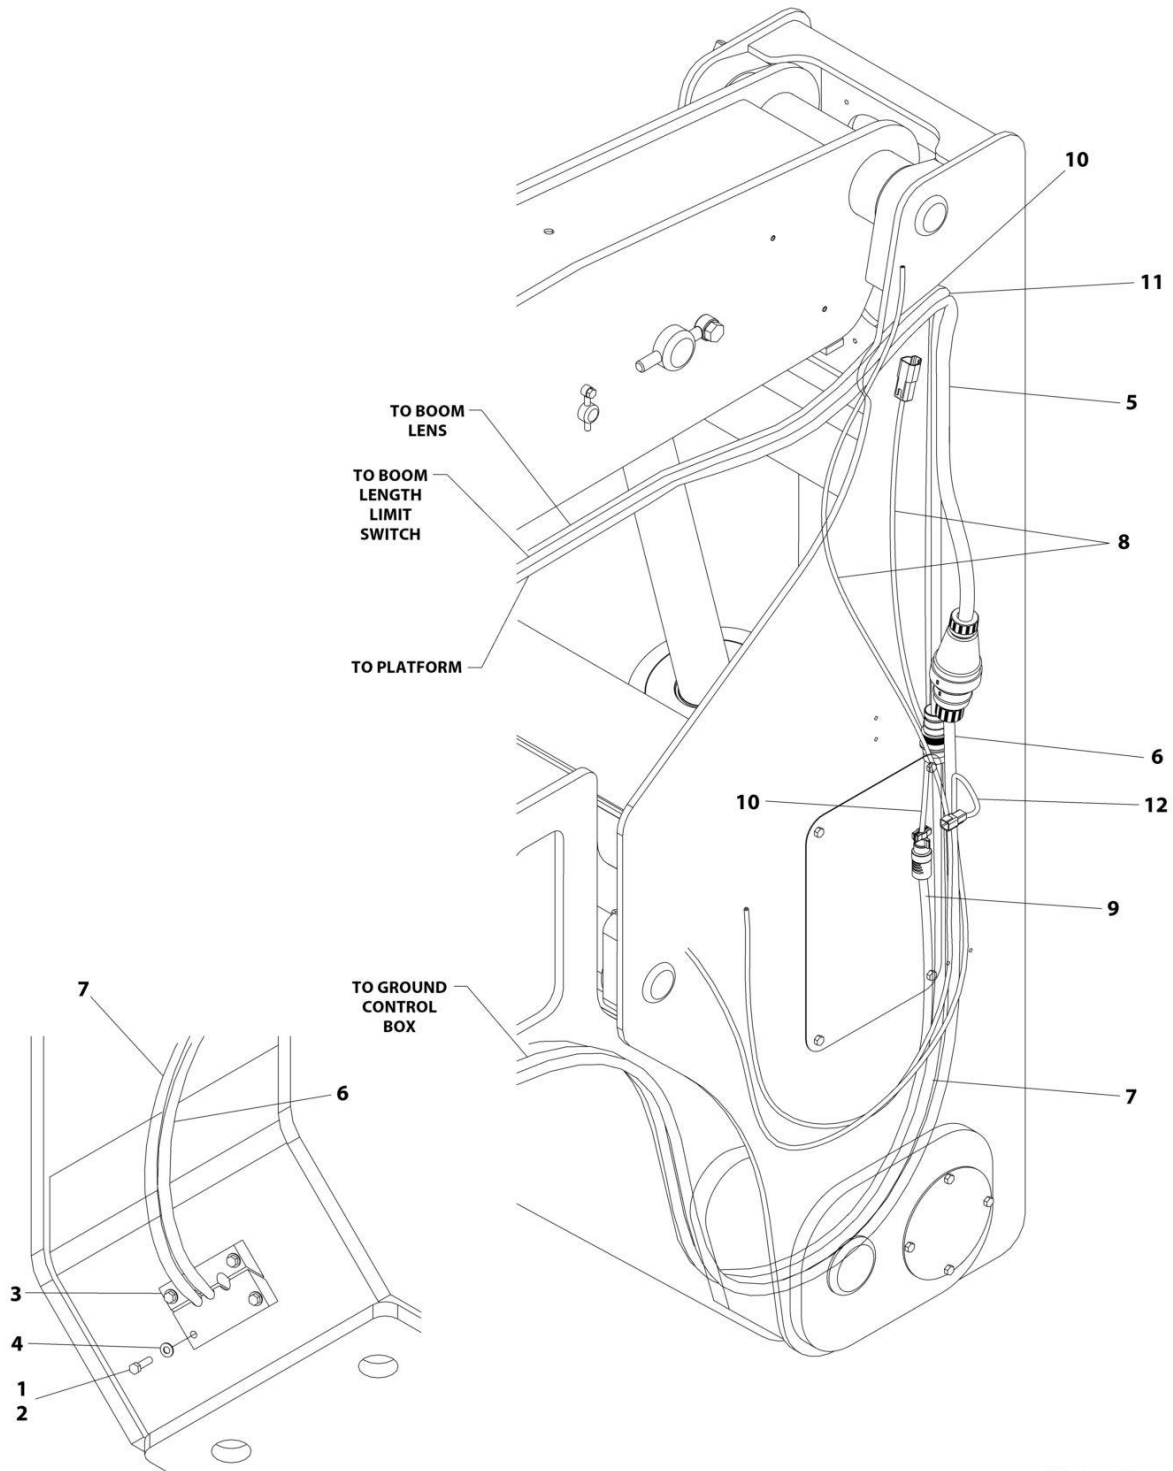 10
11
5
TO BOOM
LENS
TO BOOM
LENGTH
LIMIT
SWITCH
8
TO PLATFORM
6
10
12
9
TO GROUND
CONTROL
BOX
7
7
6
3
4
1
2